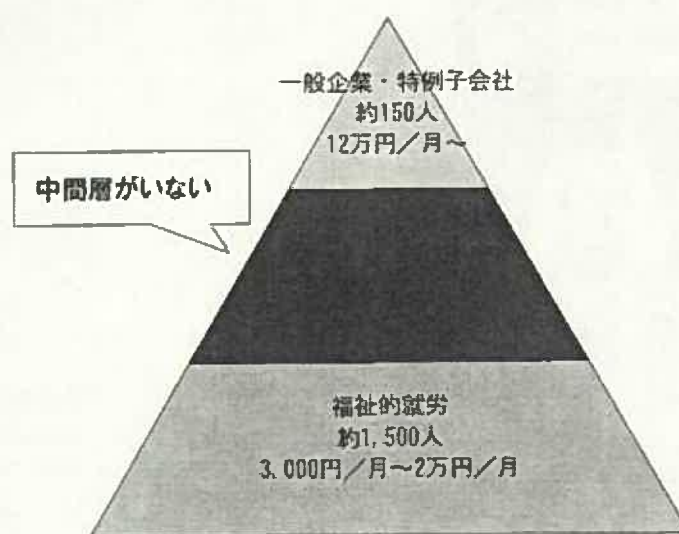 一般企業・特例子会社
約150人
12万円／月～
中間層がいない
福祉的就労
約1,500人
3,000円／月～2万円／月